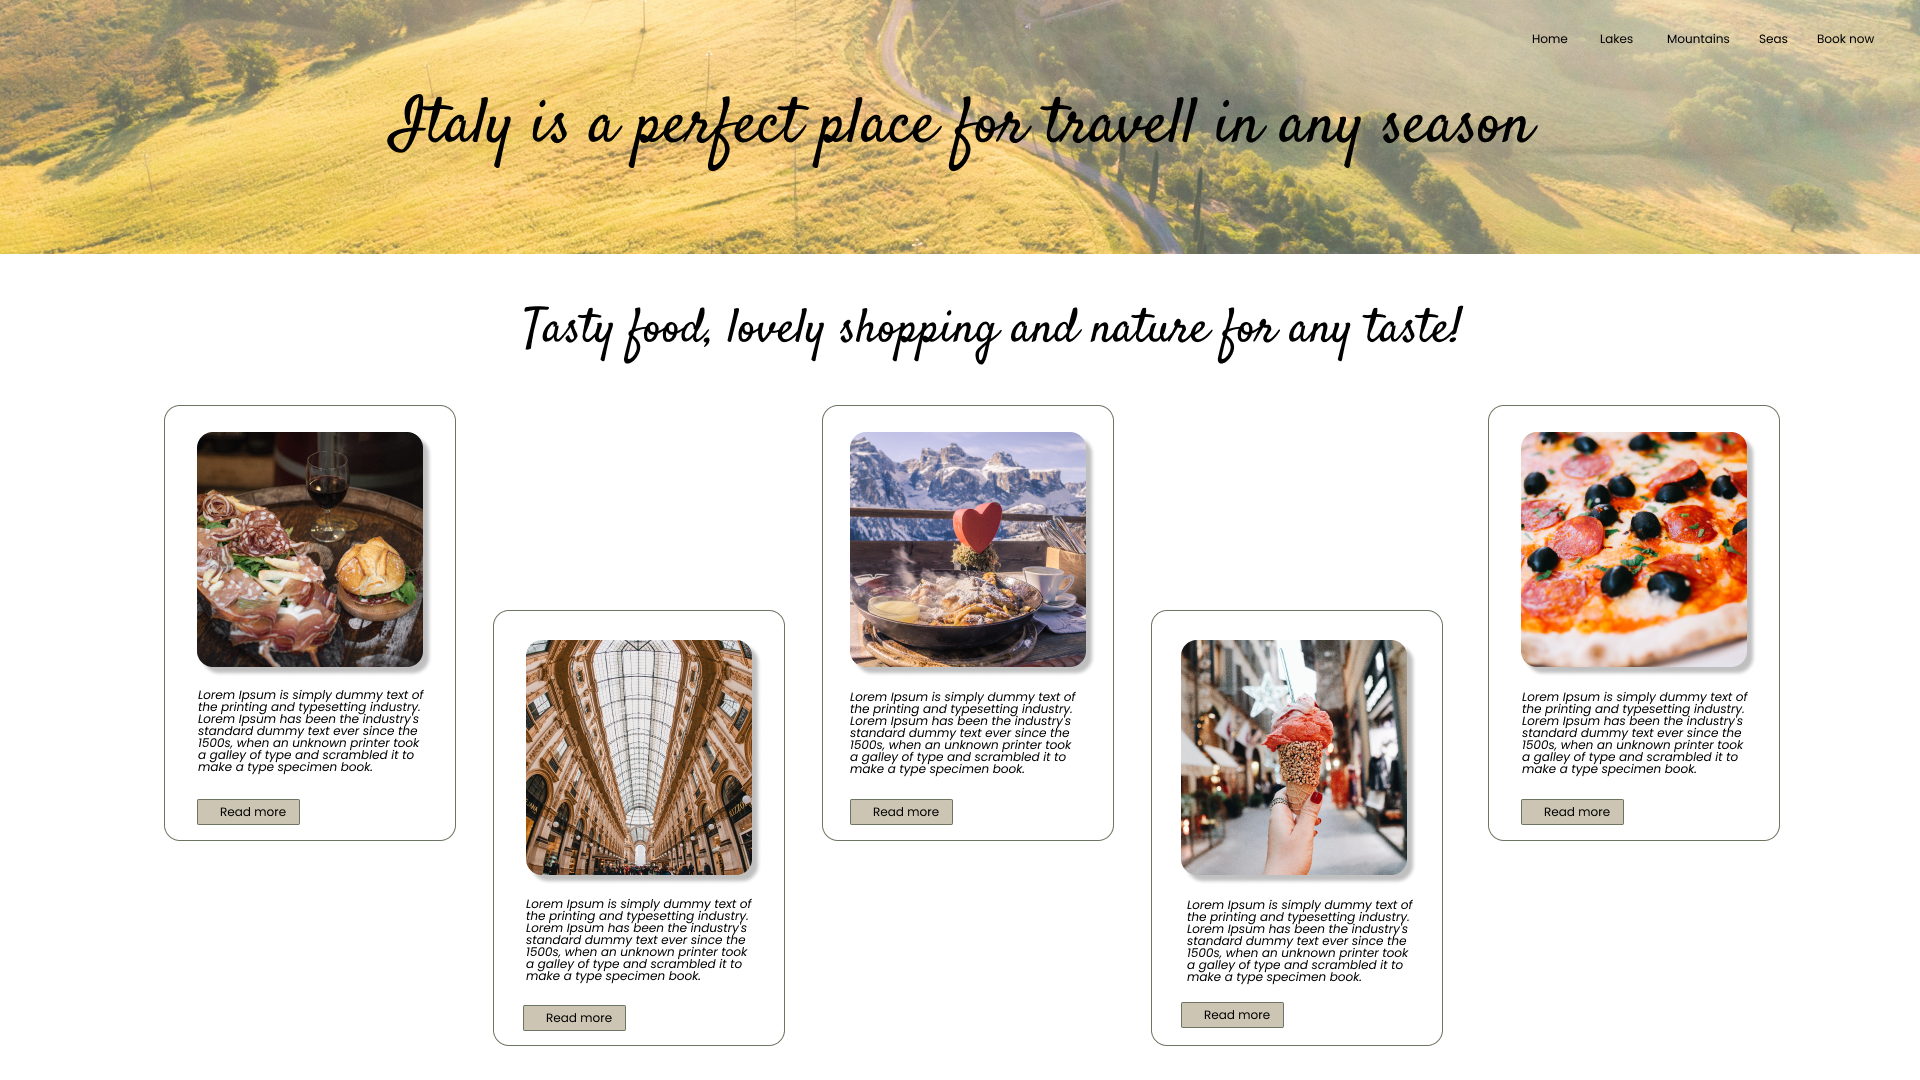 Home Lakes Mountains Seas Book now
Italy is a perfect place for travell in any season
Tasty food, lovely shopping and nature for any taste!
Lorem Ipsum is simply dummy text of
the printing and typesetting industry.
Lorem Ipsum has been the industry's
standard dummy text ever since the
1500s, when an unknown printer took
a galley of type and scrambled it to
make a type specimen book.
Read more
Lorem Ipsum is simply dummy text of
the printing and typesetting industry.
Lorem Ipsum has been the industry's
standard dummy text ever since the
1500s, when an unknown printer took
a galley of type and scrambled it to
make a type specimen book.
Read more
Lorem Ipsum is simply dummy text of
the printing and typesetting industry.
Lorem Ipsum has been the industry's
standard dummy text ever since the
1500s, when an unknown printer took
a galley of type and scrambled it to
make a type specimen book.
Read more
Lorem Ipsum is simply dummy text of
the printing and typesetting industry.
Lorem Ipsum has been the industry's
standard dummy text ever since the
1500s, when an unknown printer took
a galley of type and scrambled it to
make a type specimen book.
Read more
Lorem Ipsum is simply dummy text of
the printing and typesetting industry.
Lorem Ipsum has been the industry's
standard dummy text ever since the
1500s, when an unknown printer took
a galley of type and scrambled it to
make a type specimen book.
Read more